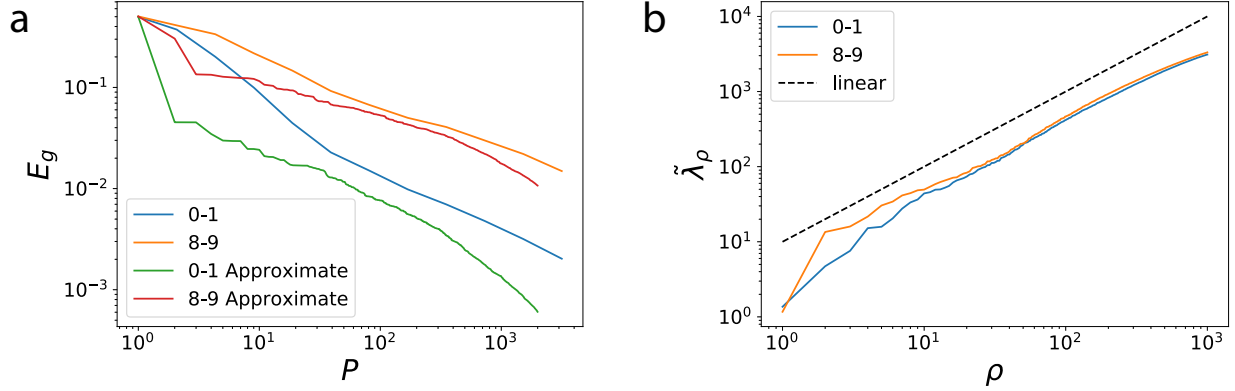 a
E_g
10^{-1}
10^{-2}
10^{-3}
0-1
8-9
0-1 Approximate
8-9 Approximate
10^0 10^1 10^2 10^3
P
b
\tilde{λ}_ρ
10^4
10^3
10^2
10^1
10^0
0-1
8-9
linear
10^0 10^1 10^2 10^3
ρ